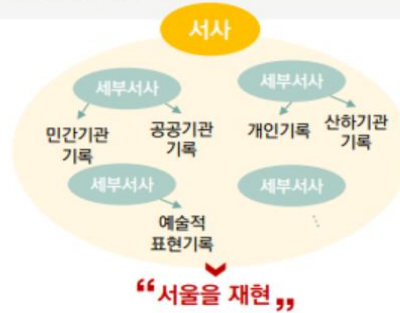 서사
세부서사
세부서사
민간기관
기록
공공기관
기록
개인기록
산하기관
기록
세부서사
세부서사
예술적
표현기록
“서울을 재현”